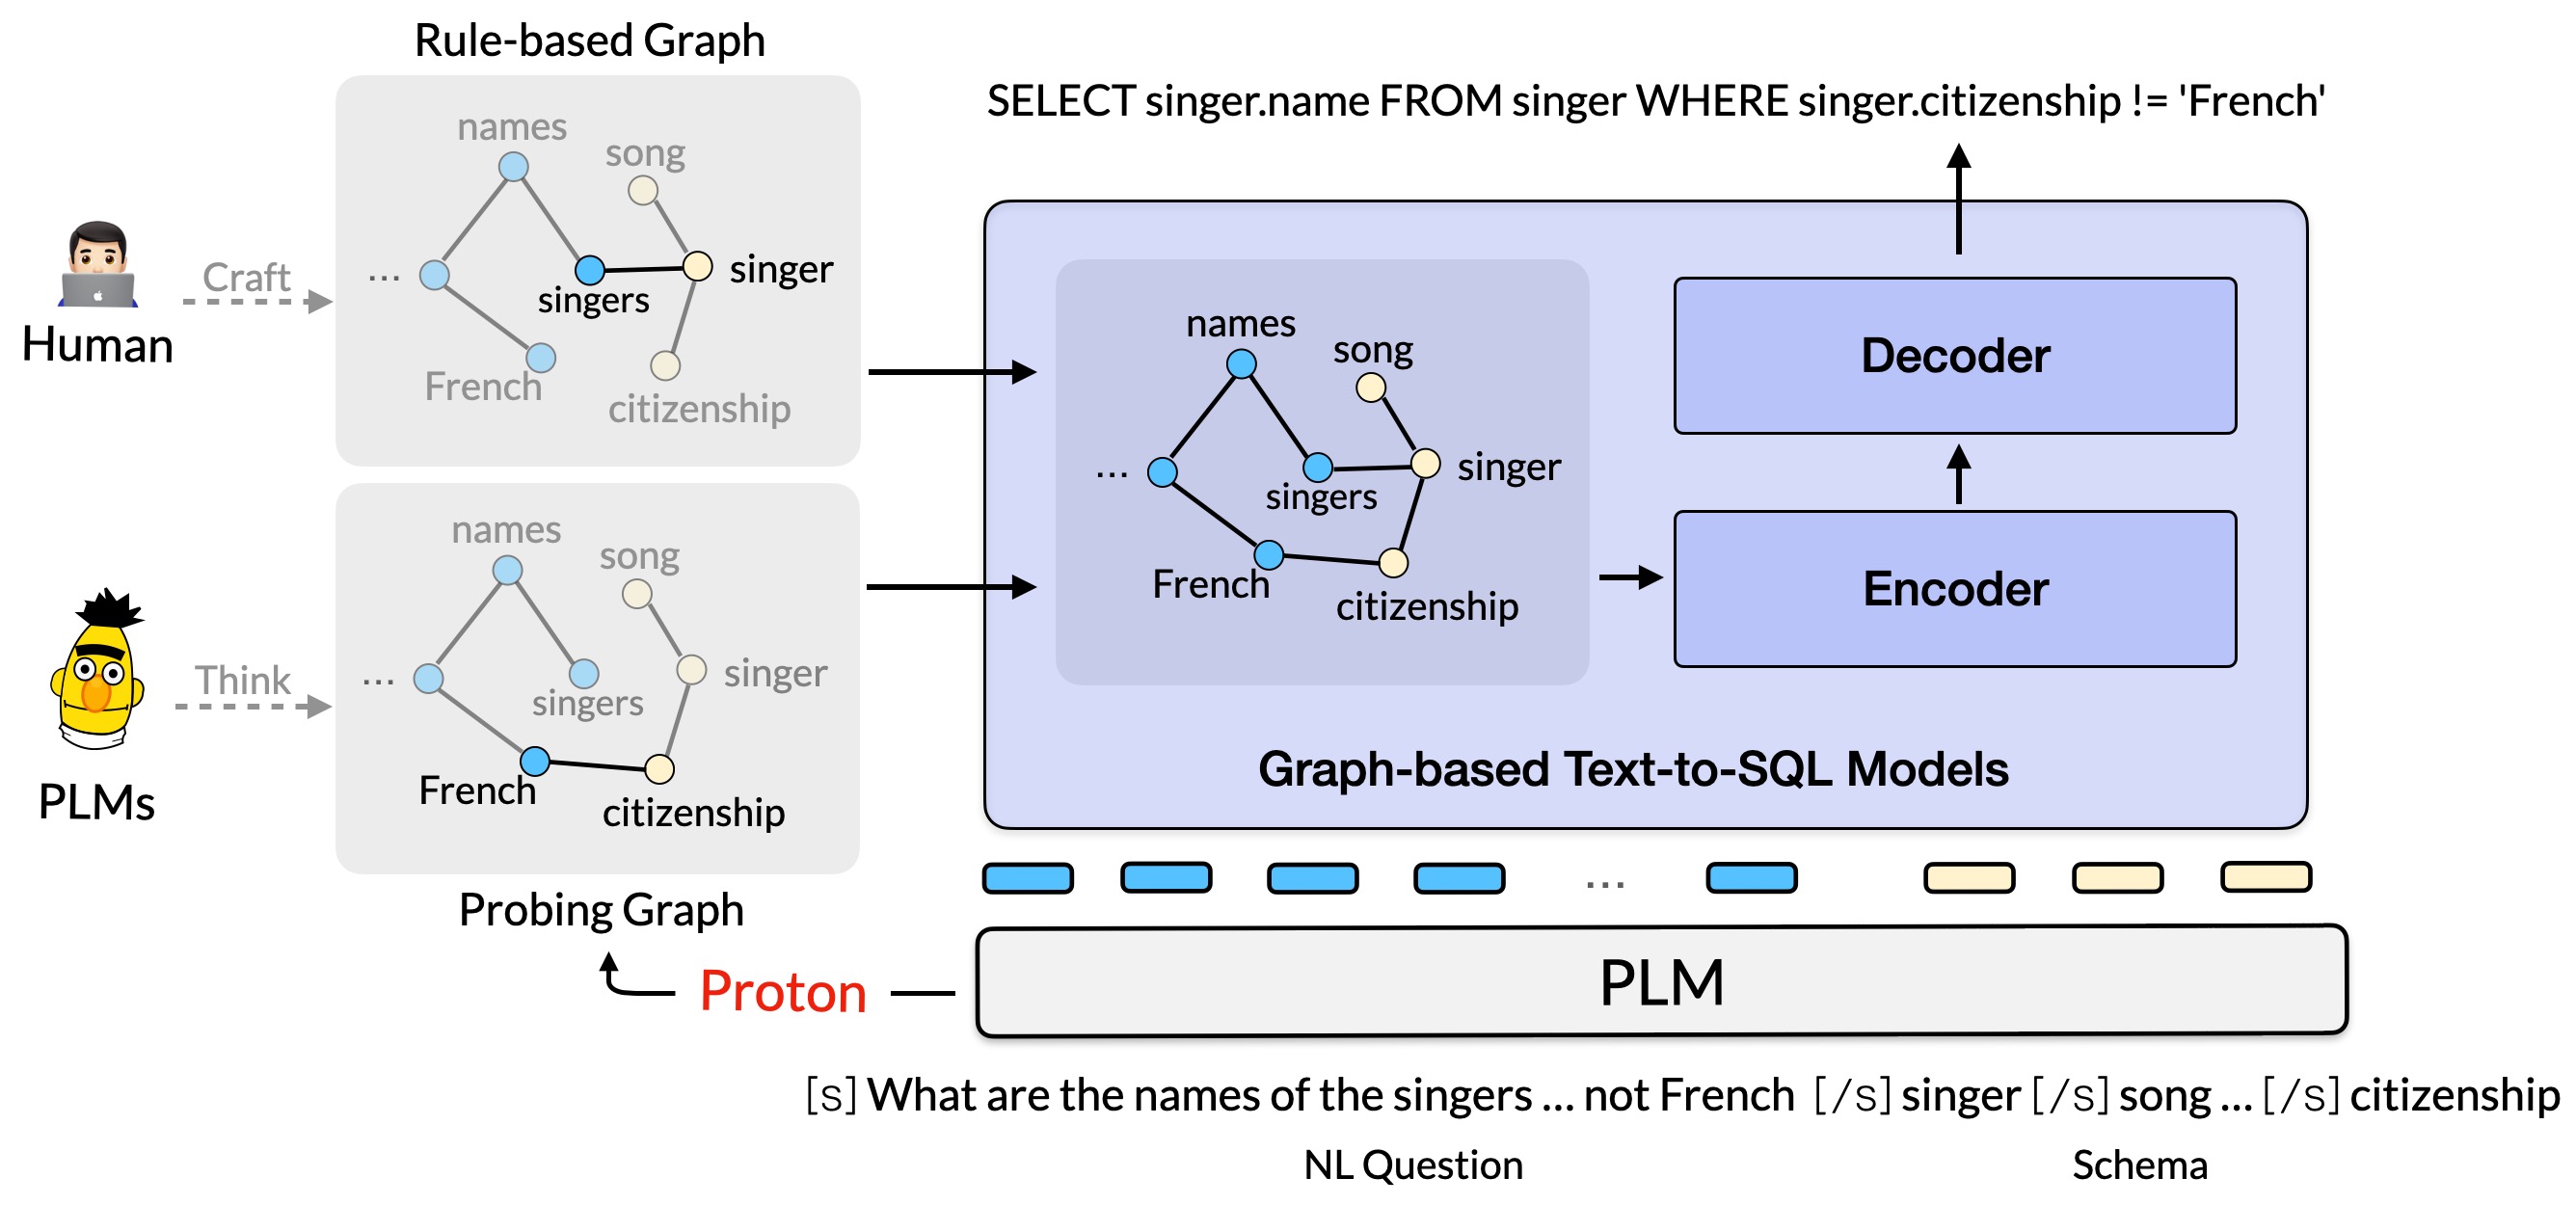 Rule-based Graph
names
song
...
singers
singer
French
citizenship
Human
Craft
names
song
...
singers
singer
French
citizenship
PLMs
Think
Probing Graph
Proton
SELECT singer.name FROM singer WHERE singer.citizenship != 'French'
names
song
...
singers
singer
French
citizenship
Decoder
Encoder
Graph-based Text-to-SQL Models
...
PLM
[s] What are the names of the singers ... not French [/s] singer [/s] song ... [/s] citizenship
NL Question
Schema